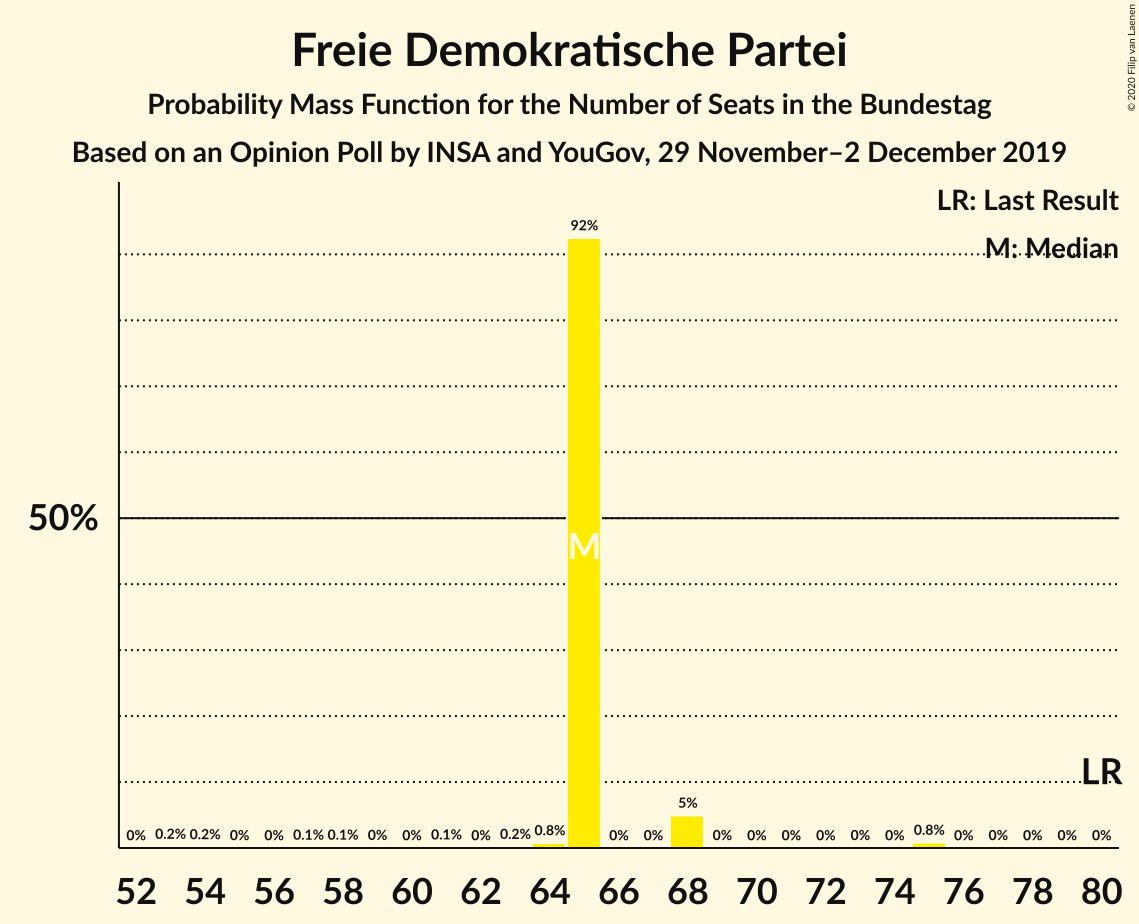 Freie Demokratische Partei
Probability Mass Function for the Number of Seats in the Bundestag
Based on an Opinion Poll by INSA and YouGov, 29 November–2 December 2019
© 2020 Filip van Laenen
LR: Last Result
M: Median
92%
50%
M
LR
5%
0% 0.2% 0.2% 0% 0% 0.1% 0.1% 0% 0% 0.1% 0% 0.2% 0.8% 0% 0% 0% 0% 0% 0% 0% 0% 0.8% 0% 0% 0% 0% 0%
52 54 56 58 60 62 64 66 68 70 72 74 76 78 80